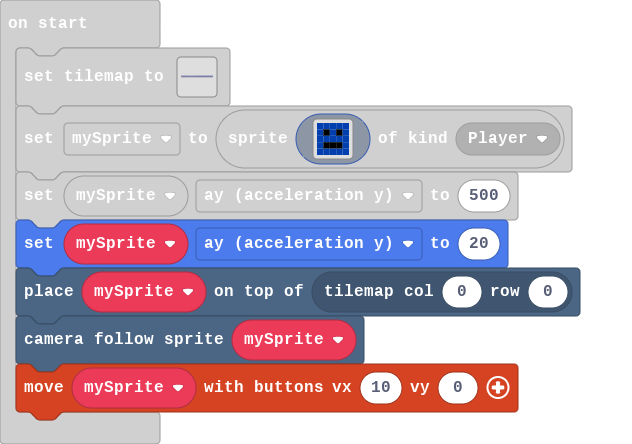 on start
set tilemap to
set mySprite to sprite of kind Player
set mySprite ay (acceleration y) to 500
set mySprite ay (acceleration y) to 20
place mySprite on top of tilemap col 0 row 0
camera follow sprite mySprite
move mySprite with buttons vx 10 vy 0